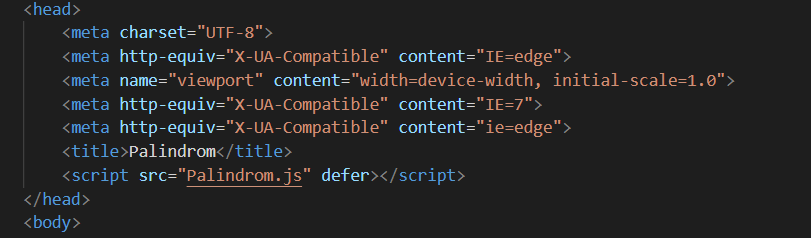 <head>
<meta charset="UTF-8">
<meta http-equiv="X-UA-Compatible" content="IE=edge">
<meta name="viewport" content="width=device-width, initial-scale=1.0">
<meta http-equiv="X-UA-Compatible" content="IE=7">
<meta http-equiv="X-UA-Compatible" content="ie=edge">
<title>Palindrom</title>
<script src="Palindrom.js" defer></script>
</head>
<body>